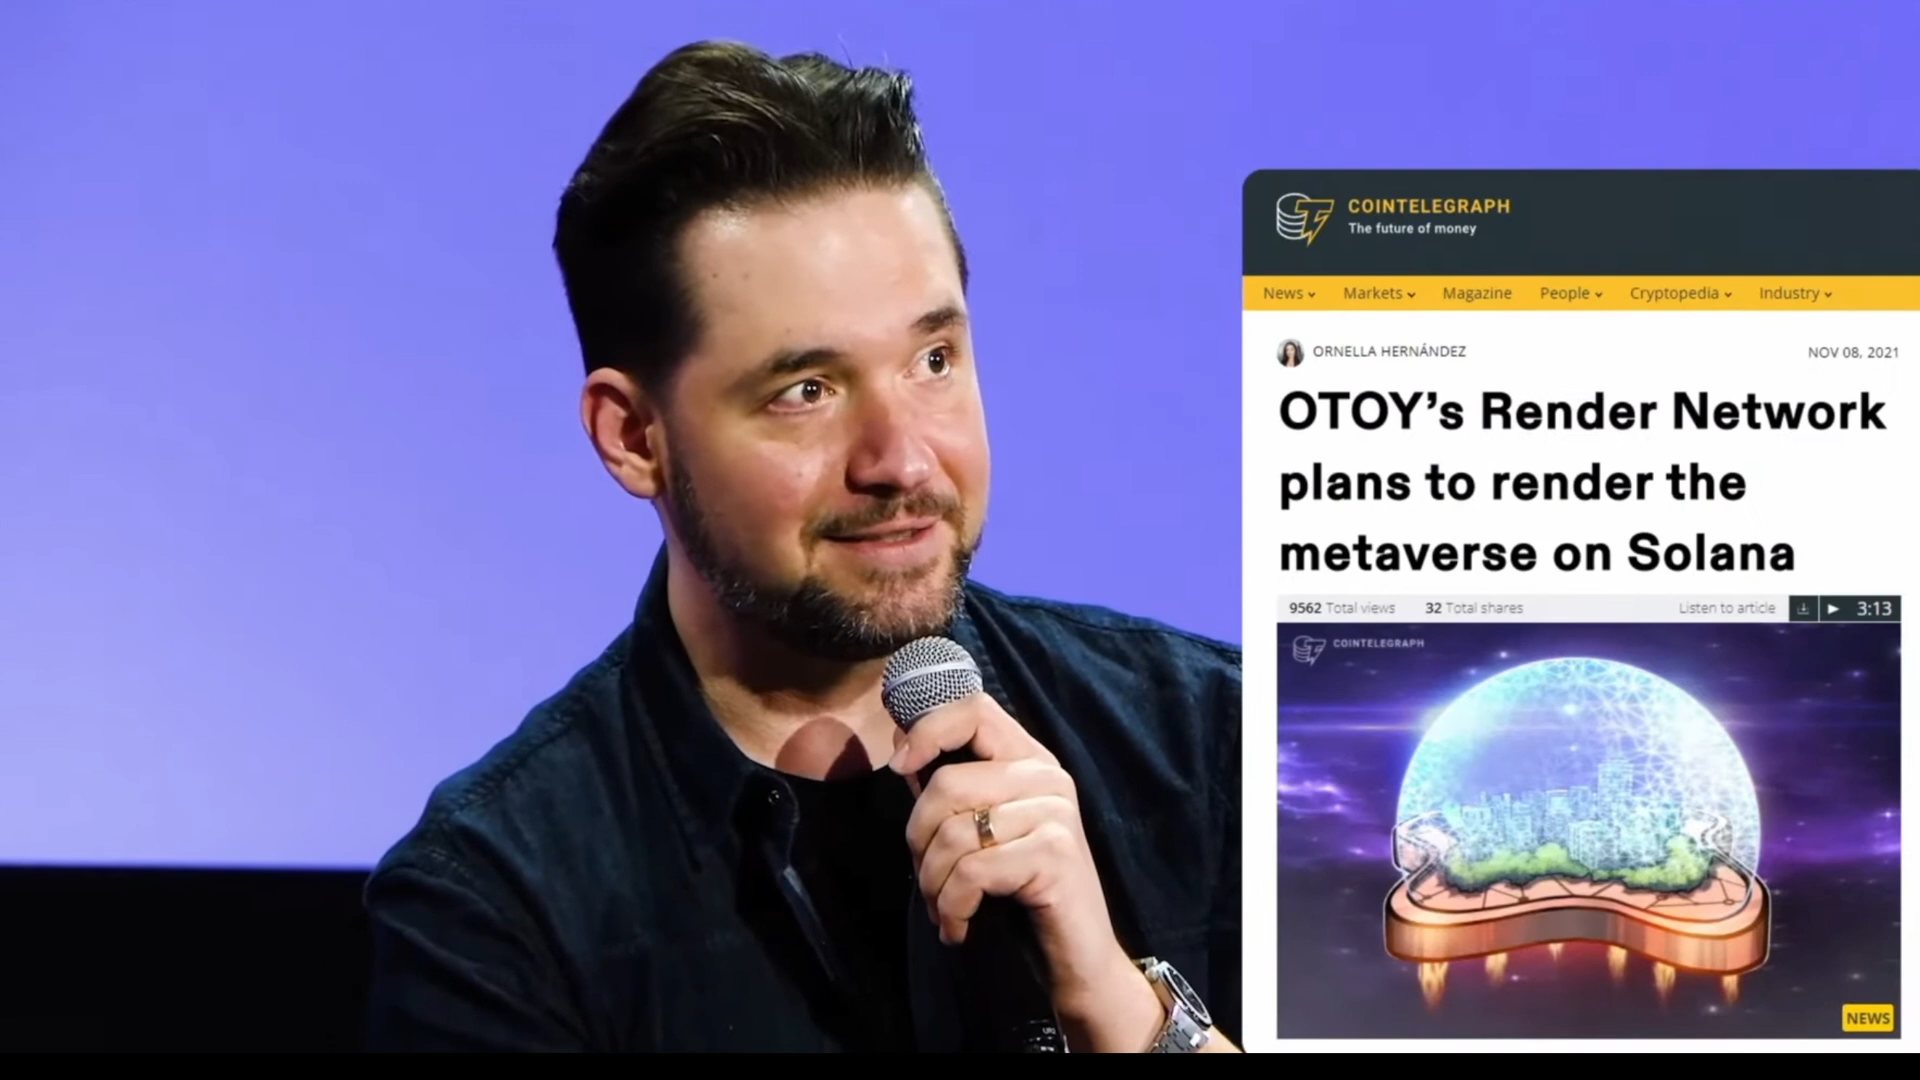 COINTELEGRAPH
The future of money
News Markets Magazine People Cryptopedia Industry
ORNELLA HERNÁNDEZ NOV 08, 2021
OTOY's Render Network
plans to render the
metaverse on Solana
9562 Total views 32 Total shares Listen to article 3:13
COINTELEGRAPH
NEWS